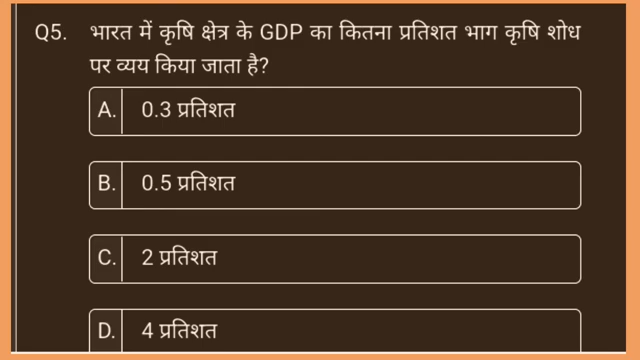 Q5. भारत में कृषि क्षेत्र के GDP का कितना प्रतिशत भाग कृषि शोध
पर व्यय किया जाता है?
A. 0.3 प्रतिशत
B. 0.5 प्रतिशत
C. 2 प्रतिशत
D. 4 प्रतिशत